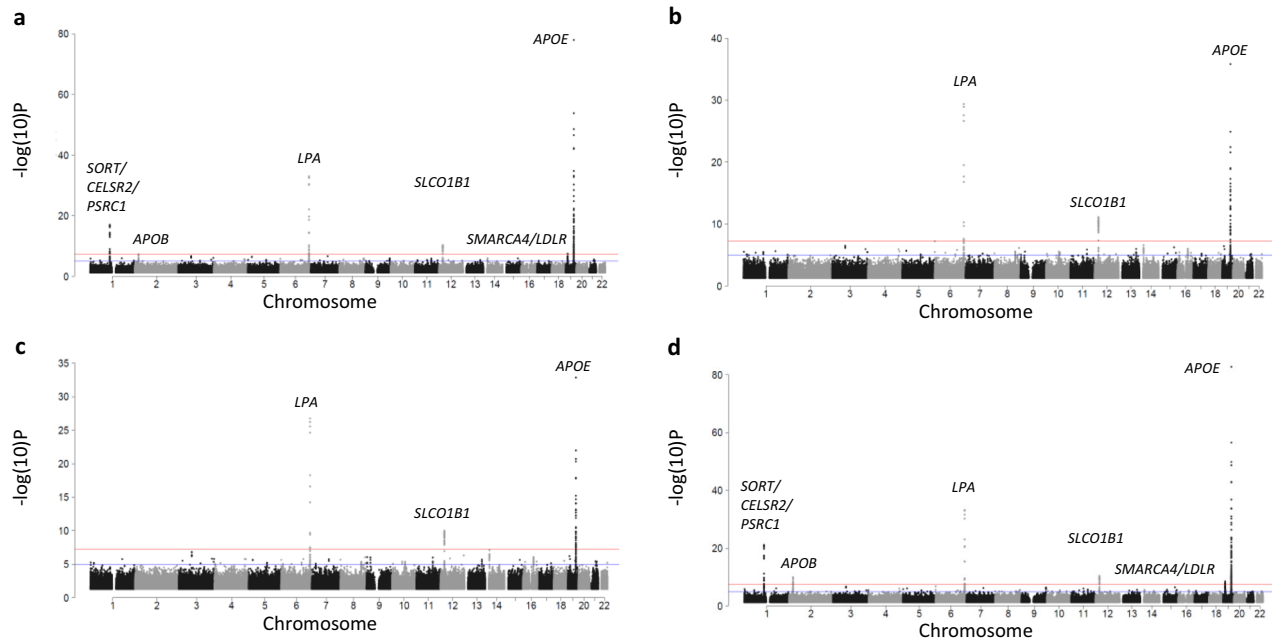 a
80
60
40
20
0
-log(10)P
SORT/
CELSR2/
PSRC1
APOB
LPA
SLCO1B1
SMARCA4/LDLR
APOE
1 2 3 4 5 6 7 8 9 10 11 12 13 14 16 18 20 22
Chromosome
b
40
30
20
10
0
-log(10)P
LPA
SLCO1B1
APOE
1 2 3 4 5 6 7 8 9 10 11 12 13 14 16 18 20 22
Chromosome
c
35
30
25
20
15
10
5
0
-log(10)P
LPA
SLCO1B1
APOE
1 2 3 4 5 6 7 8 9 10 11 12 13 14 16 18 20 22
Chromosome
d
80
60
40
20
0
-log(10)P
SORT/
CELSR2/
PSRC1
APOB
LPA
SLCO1B1
SMARCA4/LDLR
APOE
1 2 3 4 5 6 7 8 9 10 11 12 13 14 16 18 20 22
Chromosome